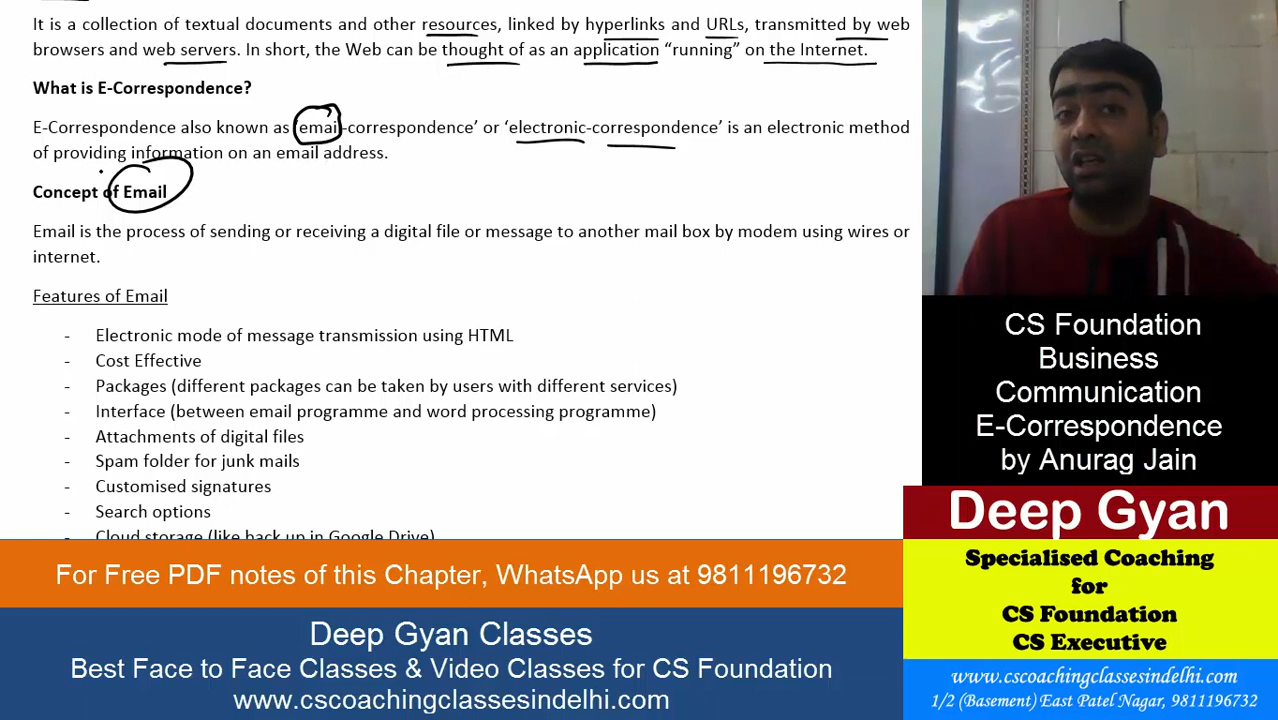 It is a collection of textual documents and other resources, linked by hyperlinks and URLs, transmitted by web
browsers and web servers. In short, the Web can be thought of as an application “running” on the Internet.
What is E-Correspondence?
E-Correspondence also known as ‘email-correspondence’ or ‘electronic-correspondence’ is an electronic method
of providing information on an email address.
Concept of Email
Email is the process of sending or receiving a digital file or message to another mail box by modem using wires or
internet.
Features of Email
- Electronic mode of message transmission using HTML
- Cost Effective
- Packages (different packages can be taken by users with different services)
- Interface (between email programme and word processing programme)
- Attachments of digital files
- Spam folder for junk mails
- Customised signatures
- Search options
- Cloud storage (like back up in Google Drive)
CS Foundation
Business
Communication
E-Correspondence
by Anurag Jain
Deep Gyan
Specialised Coaching
for
CS Foundation
CS Executive
www.cscoachingclassesindelhi.com
1/2 (Basement) East Patel Nagar, 9811196732
For Free PDF notes of this Chapter, WhatsApp us at 9811196732
Deep Gyan Classes
Best Face to Face Classes & Video Classes for CS Foundation
www.cscoachingclassesindelhi.com